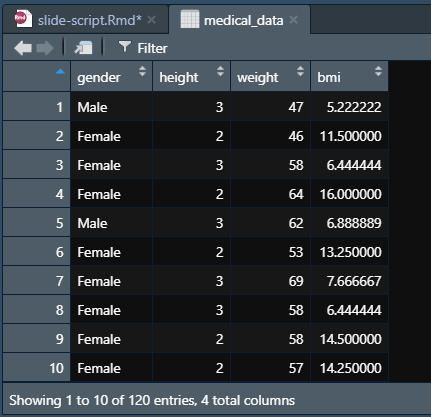 Rmd slide-script.Rmd* × medical_data ×
Filter
gender height weight bmi
1 Male 3 47 5.222222
2 Female 2 46 11.500000
3 Female 3 58 6.444444
4 Female 2 64 16.000000
5 Male 3 62 6.888889
6 Female 2 53 13.250000
7 Female 3 69 7.666667
8 Female 3 58 6.444444
9 Female 2 58 14.500000
10 Female 2 57 14.250000
Showing 1 to 10 of 120 entries, 4 total columns